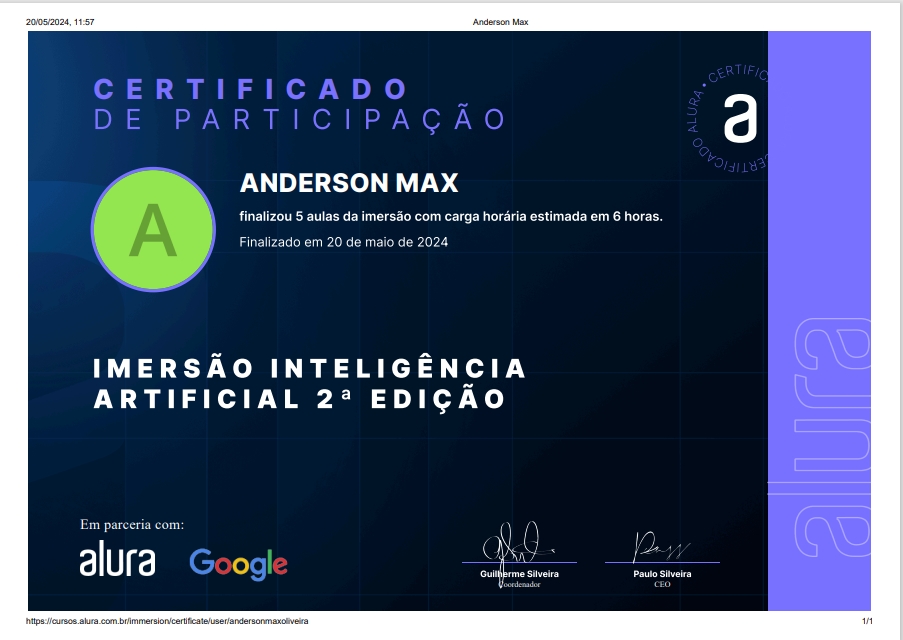 20/05/2024, 11:57
Anderson Max
CERTIFICADO
DE PARTICIPAÇÃO
CERTIFICADO ALURA • CERTIFIC
a
A
ANDERSON MAX
finalizou 5 aulas da imersão com carga horária estimada em 6 horas.
Finalizado em 20 de maio de 2024
IMERSÃO INTELIGÊNCIA
ARTIFICIAL 2ª EDIÇÃO
alura
Em parceria com:
alura Google
Guilherme Silveira
Coordenador
Paulo Silveira
CEO
https://cursos.alura.com.br/immersion/certificate/user/andersonmaxoliveira
1/1